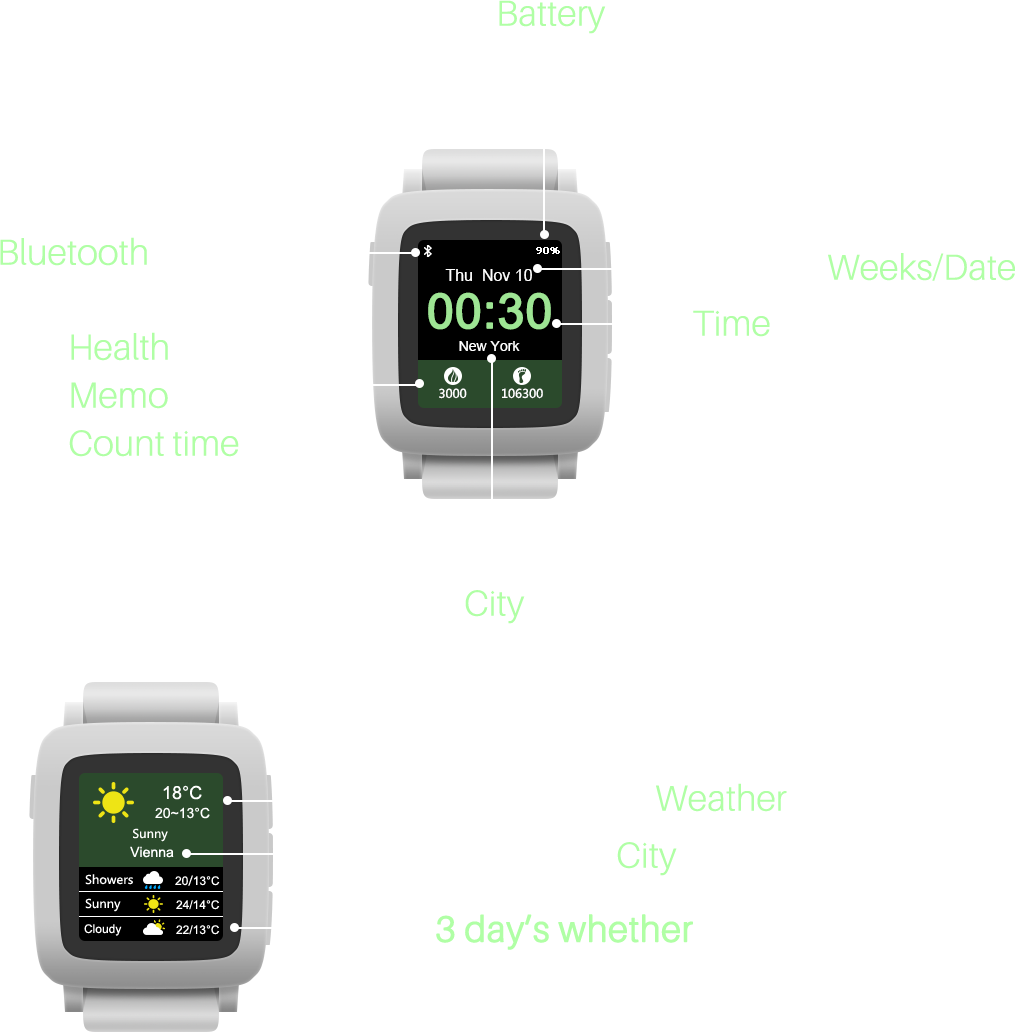 Battery
Bluetooth
90%
Thu Nov 10
Weeks/Date
00:30
Time
New York
Health
Memo
Count time
3000
106300
City
18°C
20~13°C
Weather
Sunny
Vienna
City
Showers 20/13°C
Sunny 24/14°C
Cloudy 22/13°C
3 day’s whether